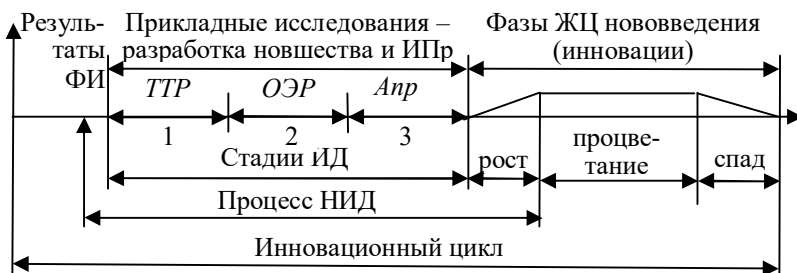 Резуль-
таты
ФИ
Прикладные исследования –
разработка новшества и ИПр
Фазы ЖЦ нововведения
(инновации)
ТТР
ОЭР
Апр
1
2
3
Стадии ИД
рост
процве-
тание
спад
Процесс НИД
Инновационный цикл